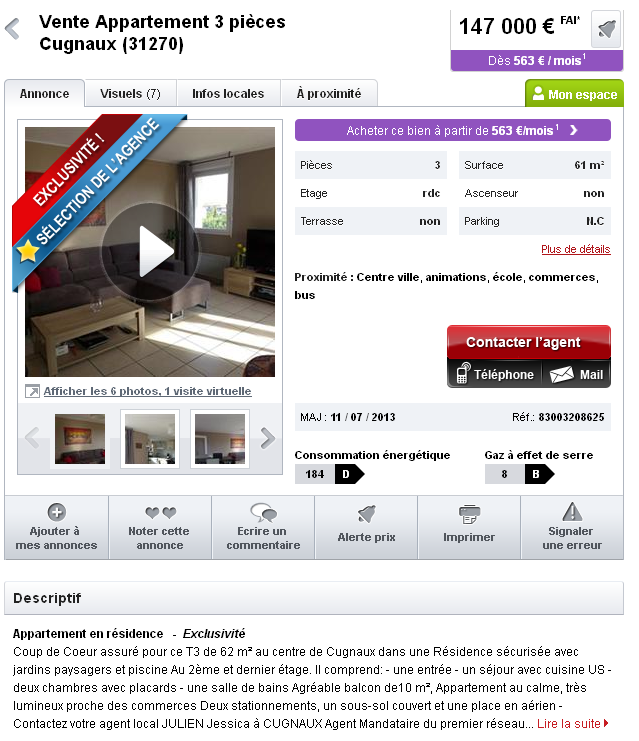 Vente Appartement 3 pièces
Cugnaux (31270)
147 000 € FAI*
Dès 563 € / mois¹
Annonce
Visuels (7)
Infos locales
À proximité
Mon espace
EXCLUSIVITÉ !
SÉLECTION DE L'AGENCE
Acheter ce bien à partir de 563 €/mois¹
Pièces 3
Surface 61 m²
Etage rdc
Ascenseur non
Terrasse non
Parking N.C
Plus de détails
Proximité : Centre ville, animations, école, commerces,
bus
Contacter l'agent
Téléphone
Mail
Afficher les 6 photos, 1 visite virtuelle
MAJ : 11 / 07 / 2013
Réf.: 83003208625
Consommation énergétique
184 D
Gaz à effet de serre
8 B
Ajouter à
mes annonces
Noter cette
annonce
Ecrire un
commentaire
Alerte prix
Imprimer
Signaler
une erreur
Descriptif
Appartement en résidence - Exclusivité
Coup de Coeur assuré pour ce T3 de 62 m² au centre de Cugnaux dans une Résidence sécurisée avec
jardins paysagers et piscine Au 2ème et dernier étage. Il comprend: - une entrée - un séjour avec cuisine US -
deux chambres avec placards - une salle de bains Agréable balcon de10 m², Appartement au calme, très
lumineux proche des commerces Deux stationnements, un sous-sol couvert et une place en aérien -
Contactez votre agent local JULIEN Jessica à CUGNAUX Agent Mandataire du premier réseau... Lire la suite